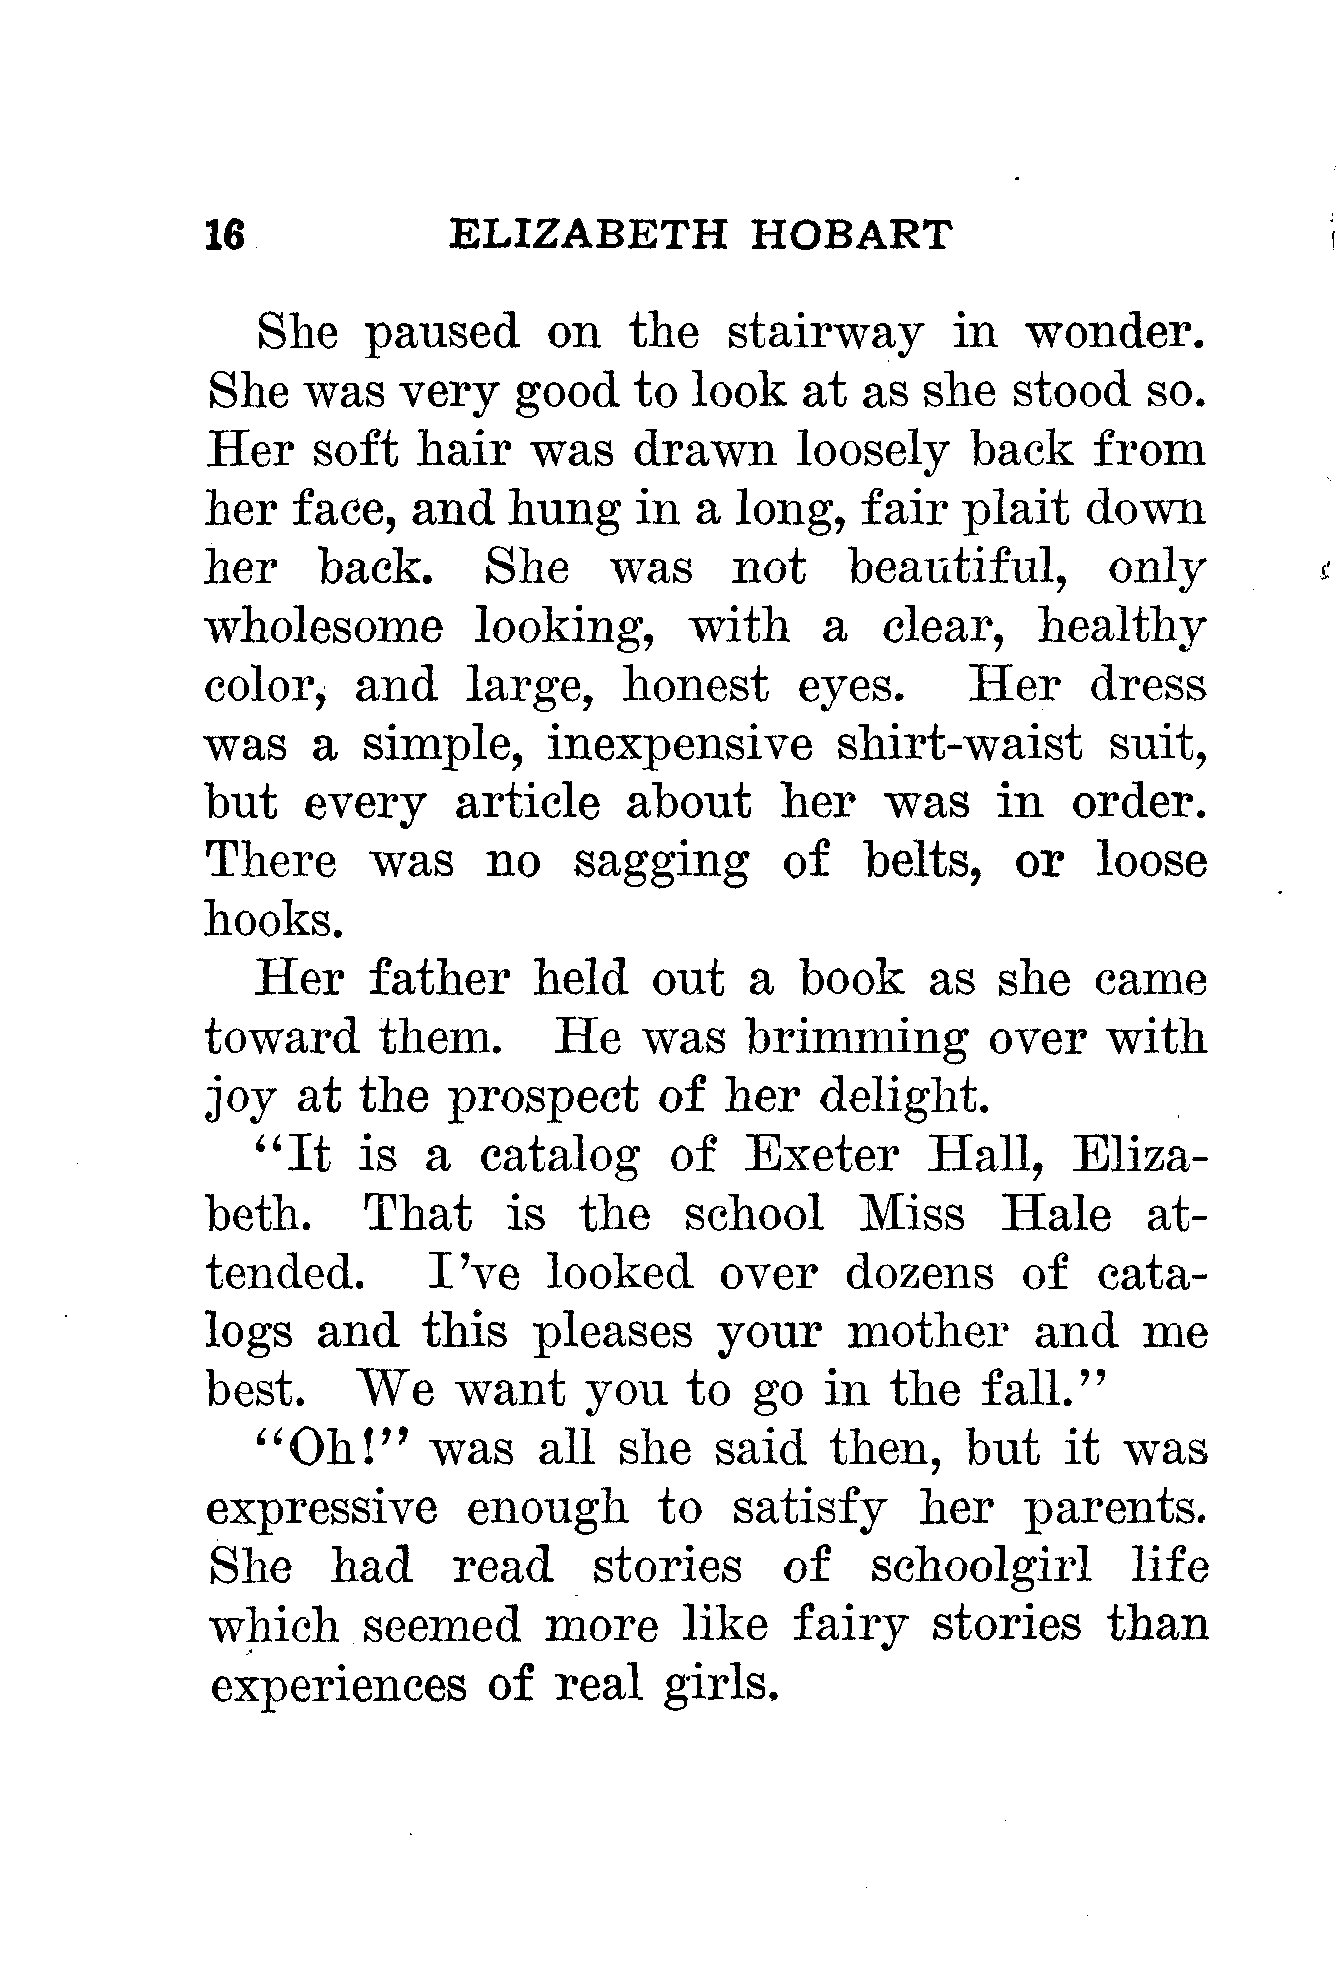 16 ELIZABETH HOBART
She paused on the stairway in wonder.
She was very good to look at as she stood so.
Her soft hair was drawn loosely back from
her face, and hung in a long, fair plait down
her back. She was not beautiful, only
wholesome looking, with a clear, healthy
color, and large, honest eyes. Her dress
was a simple, inexpensive shirt-waist suit,
but every article about her was in order.
There was no sagging of belts, or loose
hooks.
Her father held out a book as she came
toward them. He was brimming over with
joy at the prospect of her delight.
“It is a catalog of Exeter Hall, Eliza-
beth. That is the school Miss Hale at-
tended. I’ve looked over dozens of cata-
logs and this pleases your mother and me
best. We want you to go in the fall.”
“Oh!” was all she said then, but it was
expressive enough to satisfy her parents.
She had read stories of schoolgirl life
which seemed more like fairy stories than
experiences of real girls.